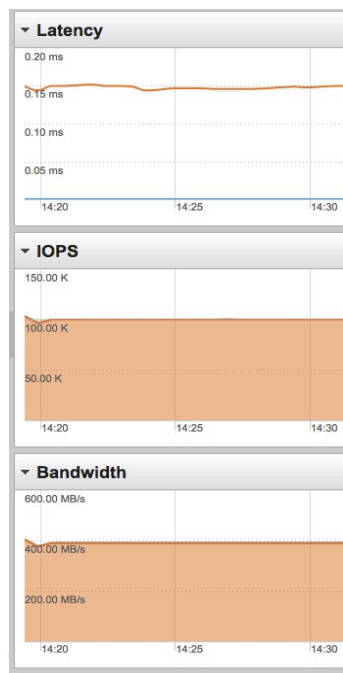 Latency
0.20 ms
0.15 ms
0.10 ms
0.05 ms
14:20 14:25 14:30
IOPS
150.00 K
100.00 K
50.00 K
14:20 14:25 14:30
Bandwidth
600.00 MB/s
400.00 MB/s
200.00 MB/s
14:20 14:25 14:30